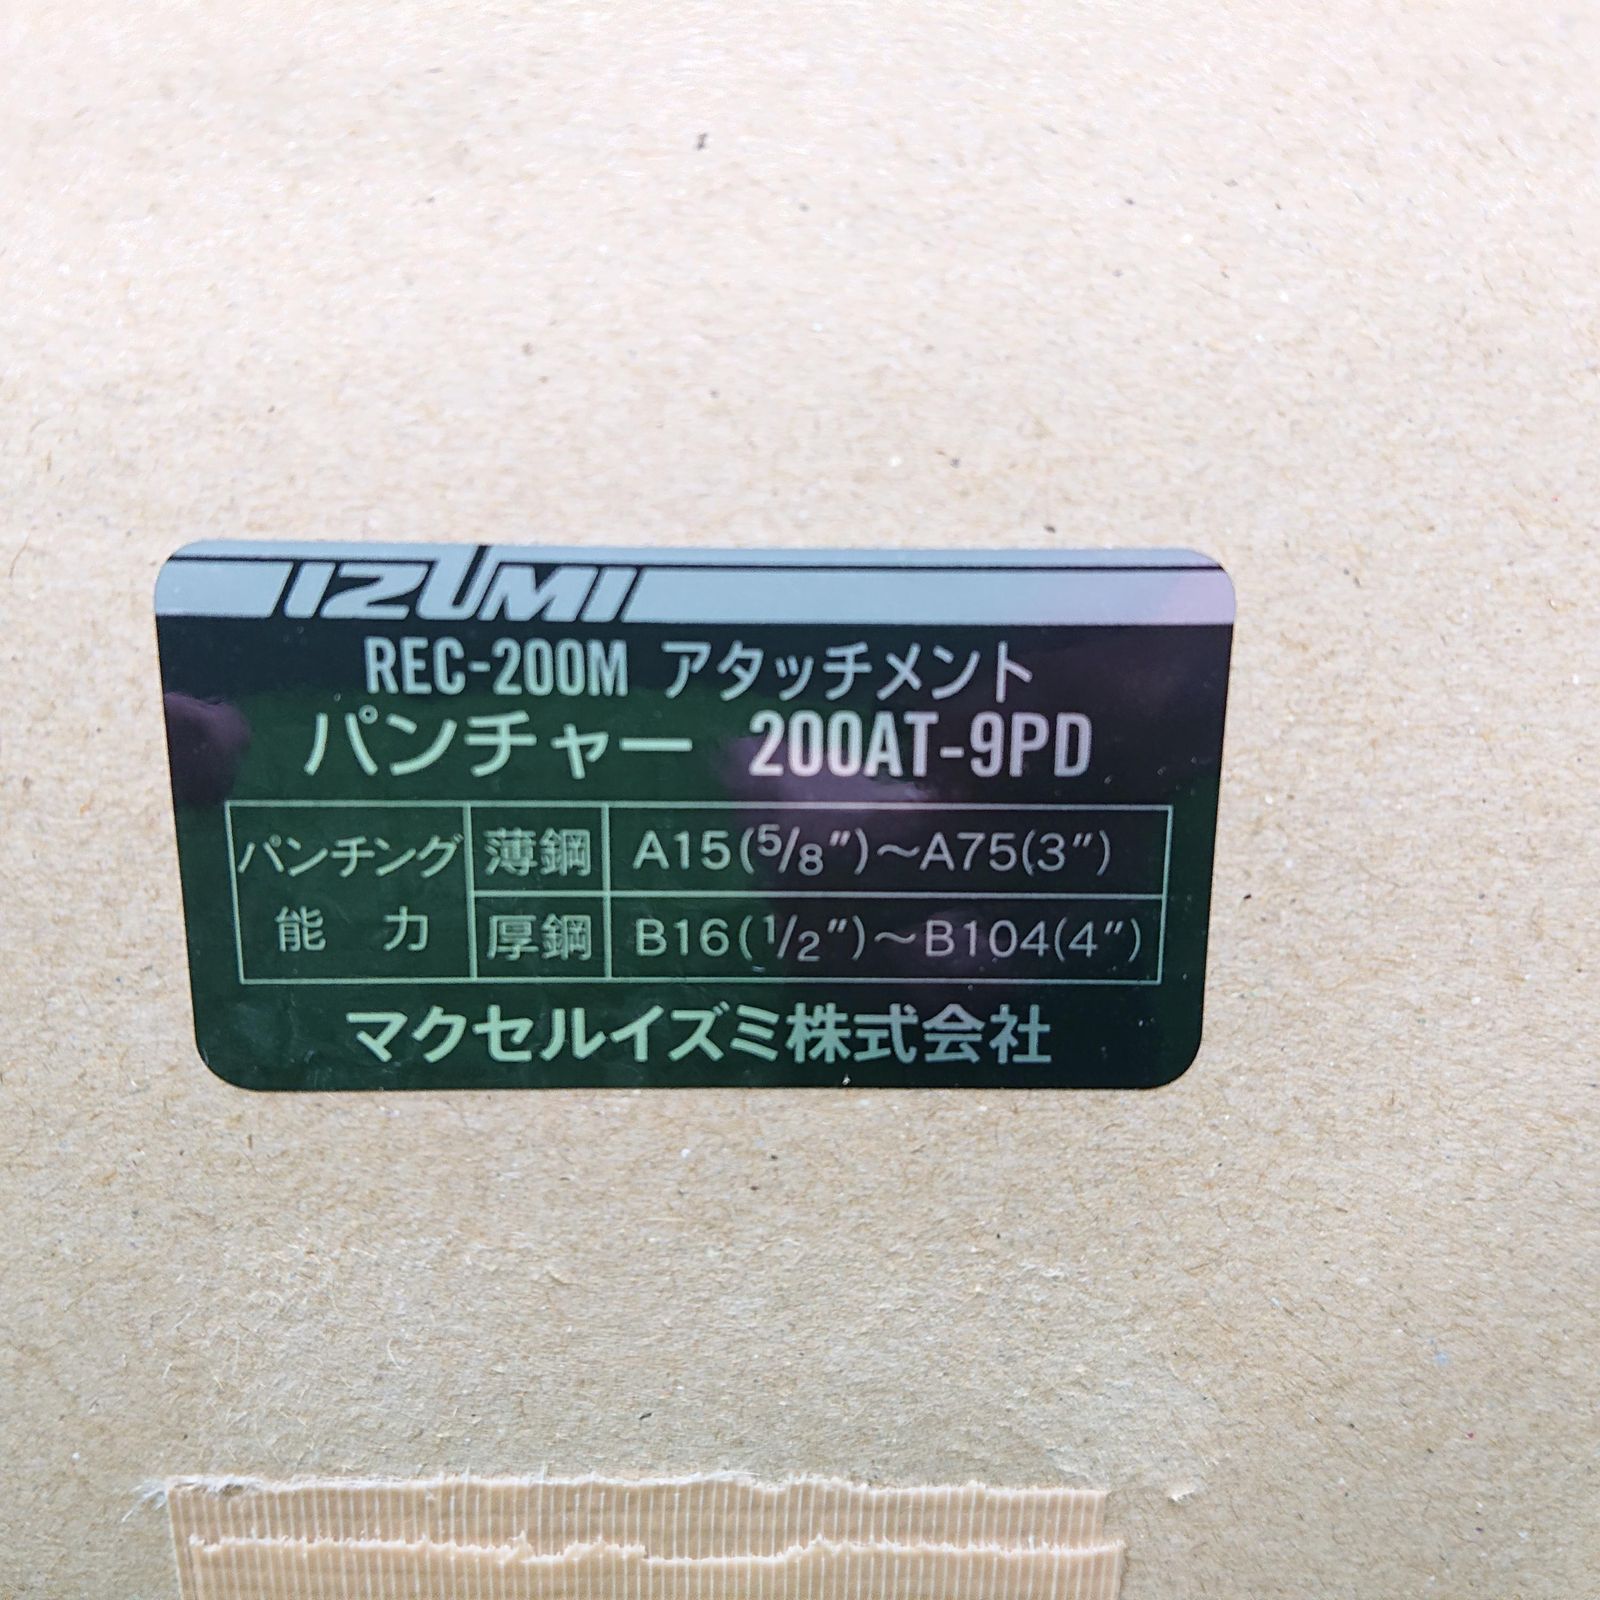 IZUMI
REC-200M アタッチメント
パンチャー 200AT-9PD
パンチング能力 薄鋼 A15(5/8″)～A75(3″)
厚鋼 B16(1/2″)～B104(4″)
マクセルイズミ株式会社